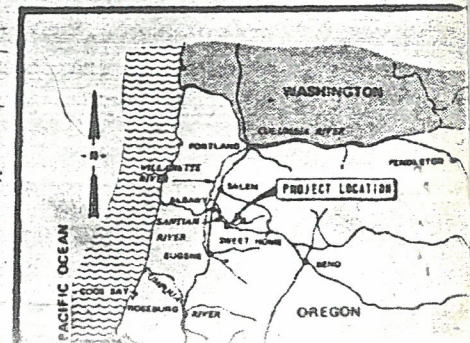 WASHINGTON
COLUMBIA RIVER
PORTLAND
PENDLETON
WILLAMETTE
RIVER
SALEM
PROJECT LOCATION
ALBANY
SANTIAM
RIVER
SWEET HOME
EUGENE
BEND
PACIFIC OCEAN
COOS BAY
UMPQUA
ROSEBURG
RIVER
OREGON
N